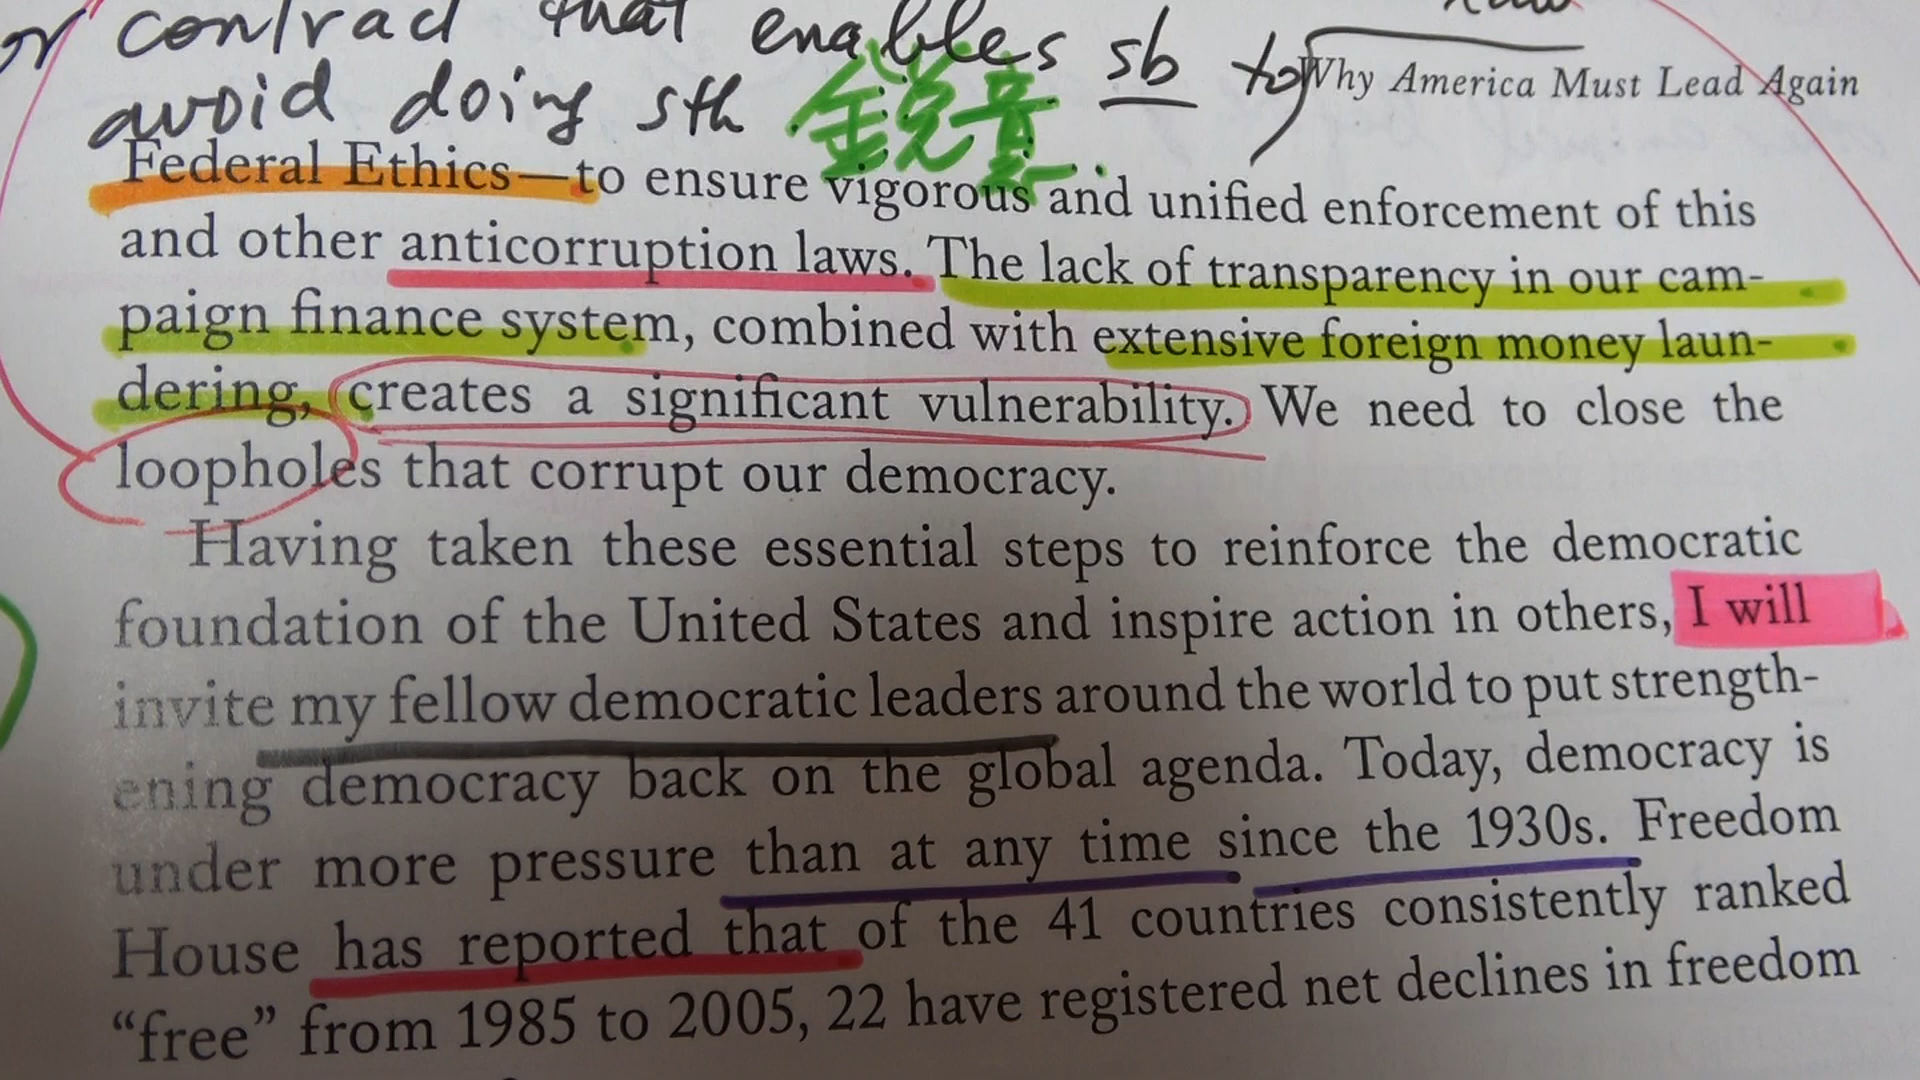 or contract that enables sb to
avoid doing sth
Why America Must Lead Again
Federal Ethics—to ensure vigorous and unified enforcement of this
and other anticorruption laws. The lack of transparency in our cam-
paign finance system, combined with extensive foreign money laun-
dering, creates a significant vulnerability. We need to close the
loopholes that corrupt our democracy.
Having taken these essential steps to reinforce the democratic
foundation of the United States and inspire action in others, I will
invite my fellow democratic leaders around the world to put strength-
ening democracy back on the global agenda. Today, democracy is
under more pressure than at any time since the 1930s. Freedom
House has reported that of the 41 countries consistently ranked
“free” from 1985 to 2005, 22 have registered net declines in freedom